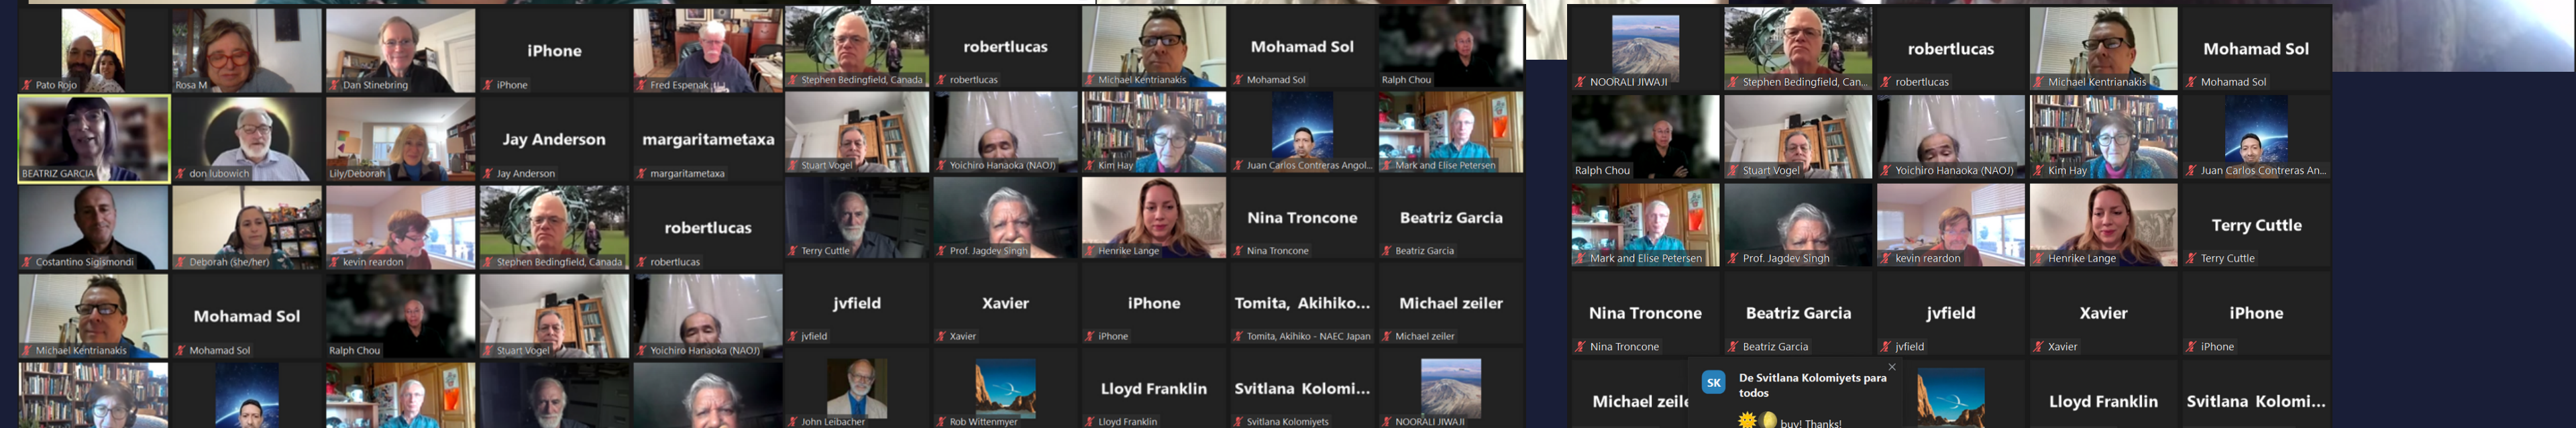 Pato Rojo
Rosa M
Dan Stinebring
iPhone
iPhone
Fred Espenak
BEATRIZ GARCIA
don lubowich
Lily/Deborah
Jay Anderson
Jay Anderson
margaritametaxa
margaritametaxa
Costantino Sigismondi
Deborah (she/her)
kevin reardon
Stephen Bedingfield, Canada
robertlucas
robertlucas
Michael Kentrianakis
Mohamad Sol
Mohamad Sol
Ralph Chou
Stuart Vogel
Yoichiro Hanaoka (NAOJ)
Stephen Bedingfield, Canada
robertlucas
robertlucas
Michael Kentrianakis
Mohamad Sol
Mohamad Sol
Ralph Chou
Stuart Vogel
Yoichiro Hanaoka (NAOJ)
Kim Hay
Juan Carlos Contreras Angol...
Mark and Elise Petersen
Terry Cuttle
Prof. Jagdev Singh
Henrike Lange
Nina Troncone
Nina Troncone
Beatriz Garcia
Beatriz Garcia
jvfield
jvfield
Xavier
Xavier
iPhone
iPhone
Tomita, Akihiko...
Tomita, Akihiko - NAEC Japan
Michael zeiler
Michael zeiler
John Leibacher
Rob Wittenmyer
Lloyd Franklin
Lloyd Franklin
Svitlana Kolomi...
Svitlana Kolomiyets
NOORALI JIWAJI
NOORALI JIWAJI
Stephen Bedingfield, Can...
robertlucas
robertlucas
Michael Kentrianakis
Mohamad Sol
Mohamad Sol
Ralph Chou
Stuart Vogel
Yoichiro Hanaoka (NAOJ)
Kim Hay
Juan Carlos Contreras An...
Mark and Elise Petersen
Prof. Jagdev Singh
kevin reardon
Henrike Lange
Terry Cuttle
Terry Cuttle
Nina Troncone
Nina Troncone
Beatriz Garcia
Beatriz Garcia
jvfield
jvfield
Xavier
Xavier
iPhone
iPhone
Michael zeile
SK
De Svitlana Kolomiyets para
todos
buy! Thanks!
Lloyd Franklin
Svitlana Kolomi...